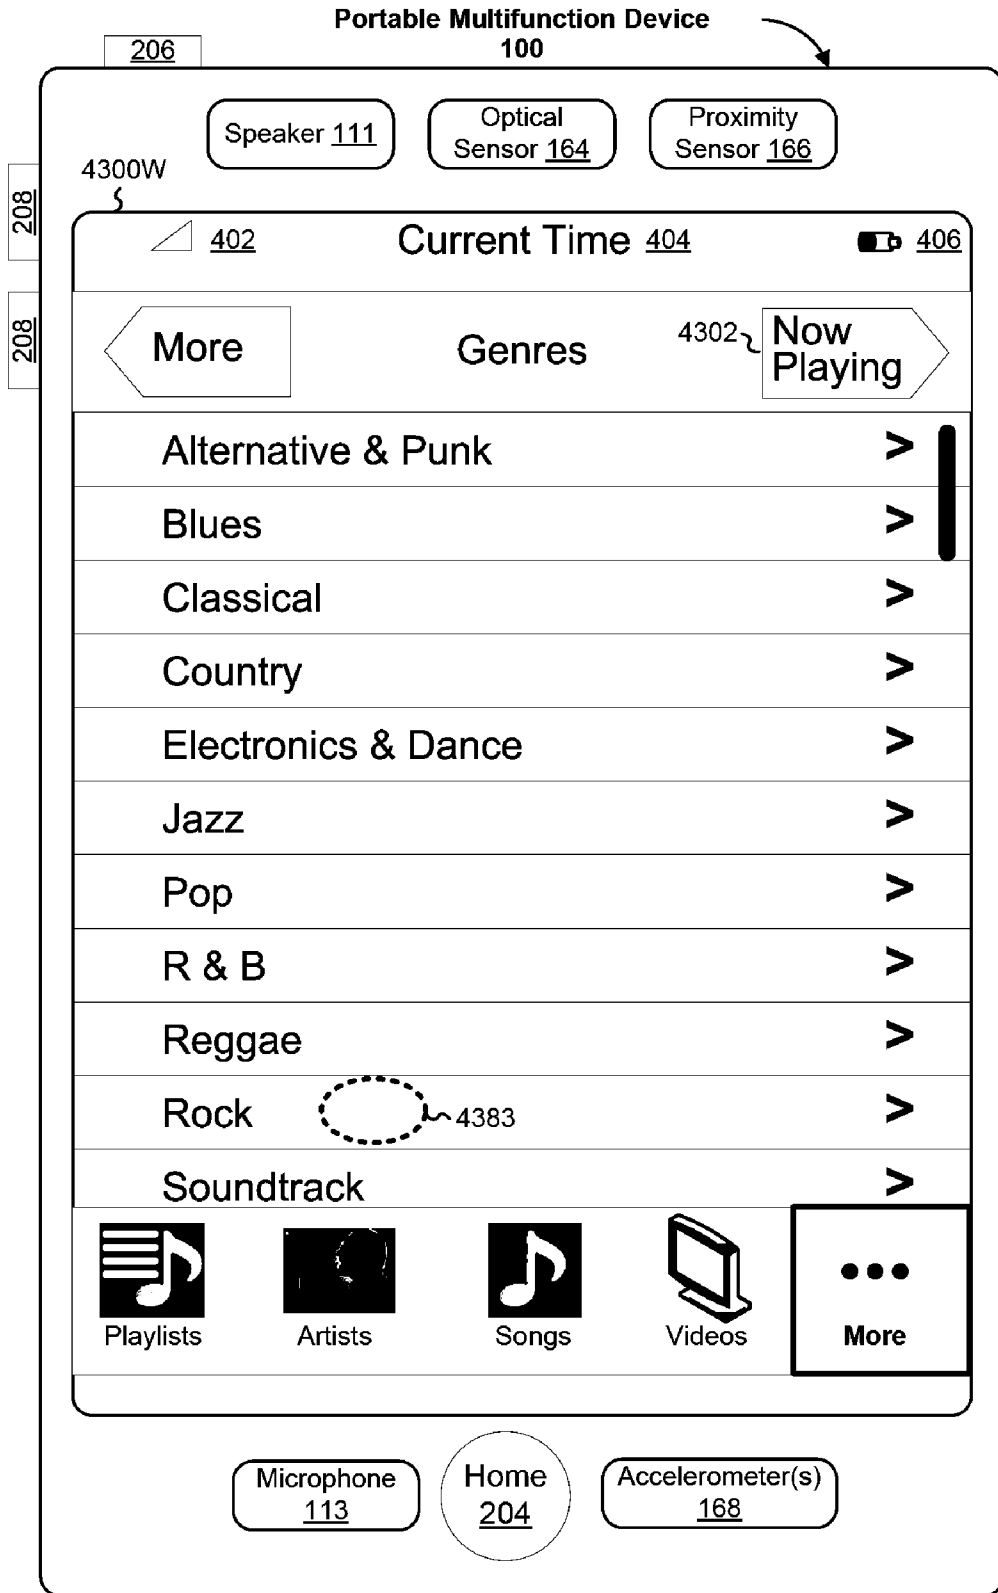 Portable Multifunction Device
100
206
Speaker 111
Optical
Sensor 164
Proximity
Sensor 166
4300W
208
208
402
Current Time 404
406
More
Genres
4302
Now
Playing
Alternative & Punk >
Blues >
Classical >
Country >
Electronics & Dance >
Jazz >
Pop >
R & B >
Reggae >
Rock >
4383
Soundtrack >
Playlists
Artists
Songs
Videos
More
Microphone
113
Home
204
Accelerometer(s)
168